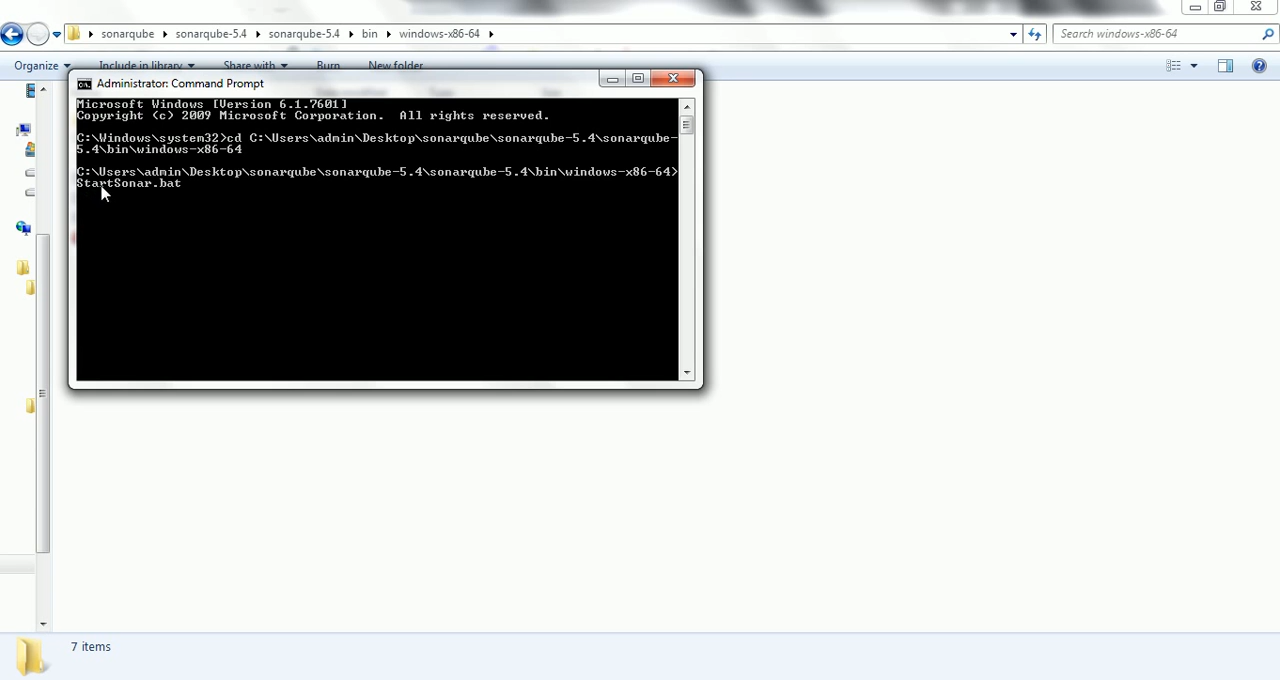 sonarqube sonarqube-5.4 sonarqube-5.4 bin windows-x86-64
Search windows-x86-64
Organize Include in library Share with Burn New folder
Administrator: Command Prompt
Microsoft Windows [Version 6.1.7601]
Copyright (c) 2009 Microsoft Corporation. All rights reserved.
C:\Windows\system32>cd C:\Users\admin\Desktop\sonarqube\sonarqube-5.4\sonarqube-
5.4\bin\windows-x86-64
C:\Users\admin\Desktop\sonarqube\sonarqube-5.4\sonarqube-5.4\bin\windows-x86-64>
StartSonar.bat
7 items